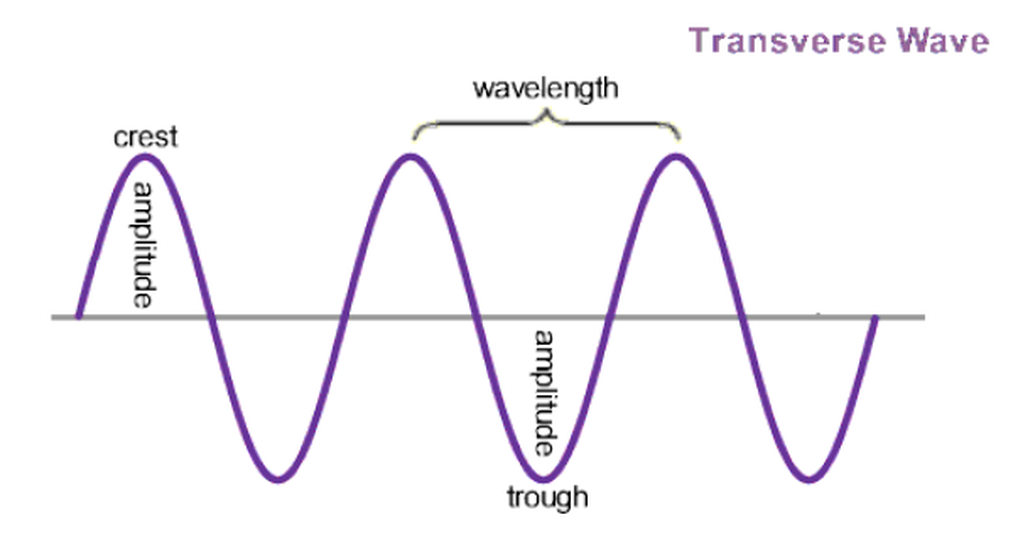 Transverse Wave
wavelength
crest
amplitude
amplitude
trough